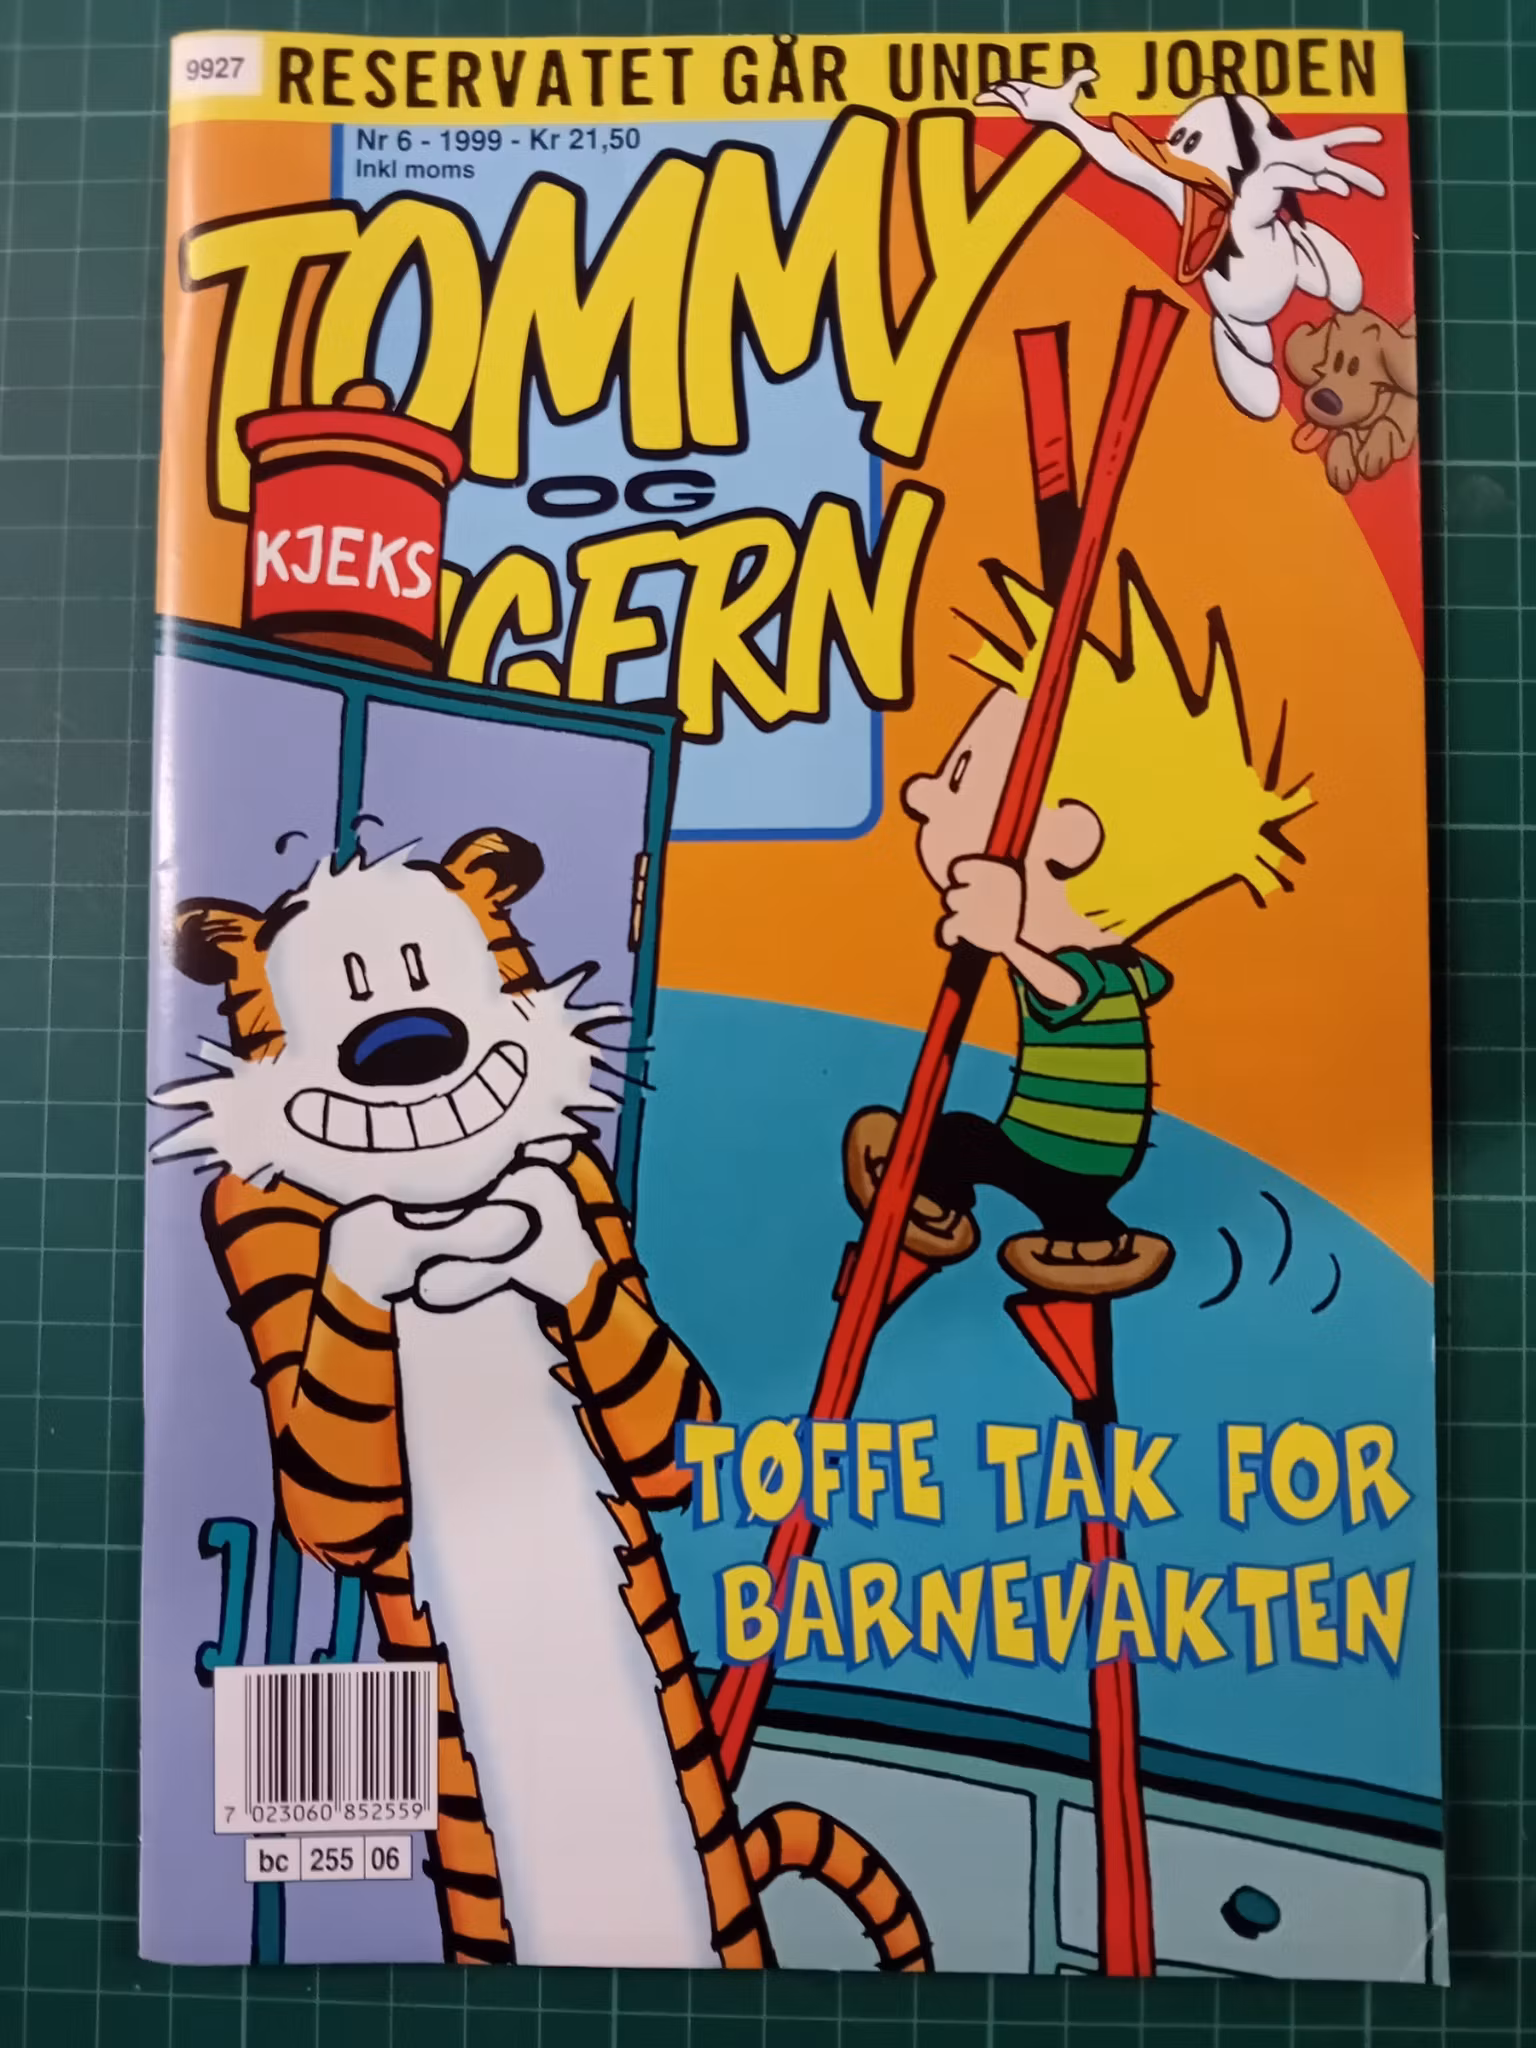 9927
RESERVATET GÅR UNDER JORDEN
Nr 6 - 1999 - Kr 21,50
Inkl moms
TOMMY
OG
IGERN
KJEKS
TØFFE TAK FOR
BARNEVAKTEN
7 023060 852559
bc 255 06